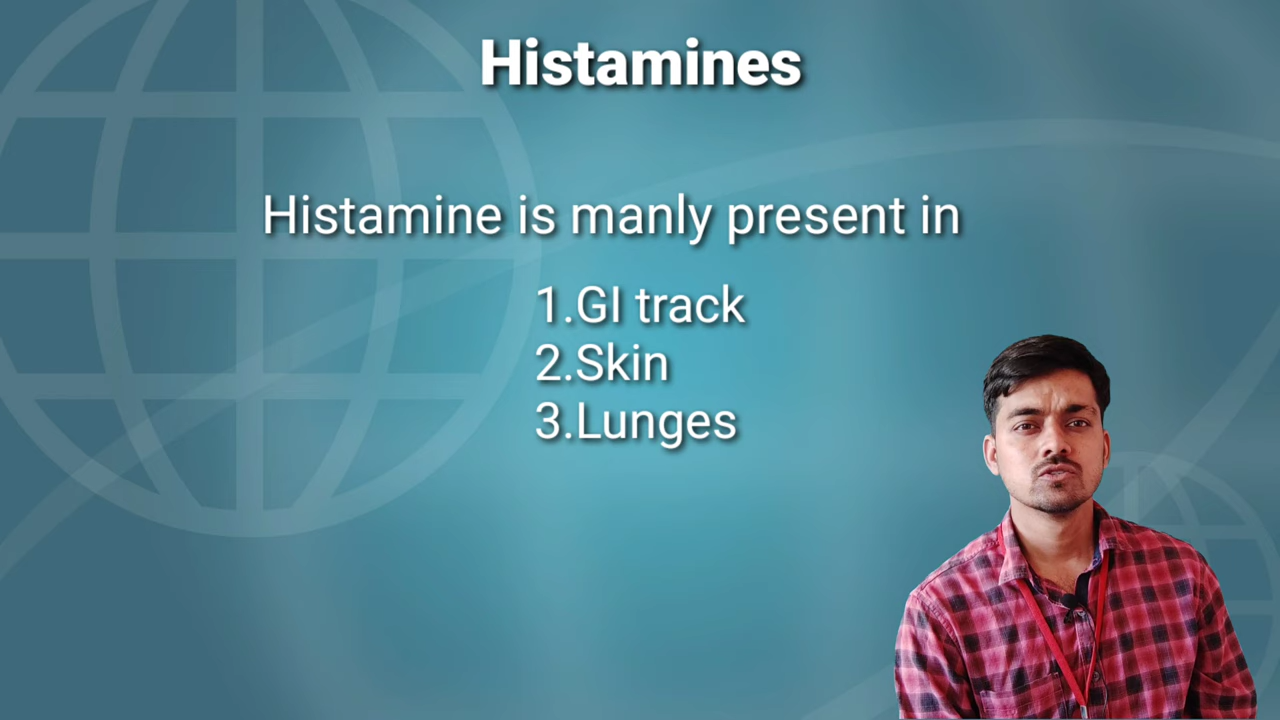 Histamines
Histamine is manly present in
1.GI track
2.Skin
3.Lunges